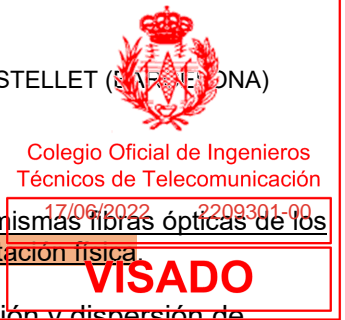 STELLET (BARCELONA)
Colegio Oficial de Ingenieros
Técnicos de Telecomunicación
17/06/2022 2209301-00
mismas fibras ópticas de los
tación física.
VISADO
ión y dispersión de